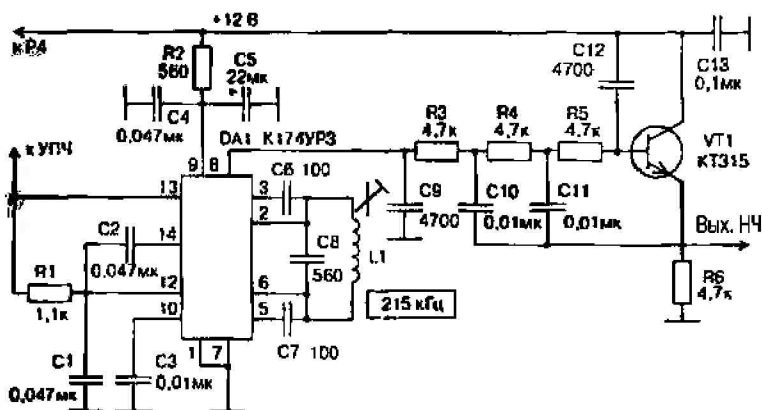 +12 В
к Р4
R2
560
C5
22мк
+
C4
0,047мк
C12
4700
C13
0,1мк
R3
4,7к
R4
4,7к
R5
4,7к
VT1
КТ315
к УПЧ
DA1 К174УР3
9 8
13
3
C6 100
2
14
C2
0,047мк
C8
560
L1
C9
4700
C10
0,01мк
C11
0,01мк
Вых. НЧ
R1
1,1к
12
6
10
5
C7 100
215 кГц
R6
4,7к
1 7
C1
0,047мк
C3
0,01мк